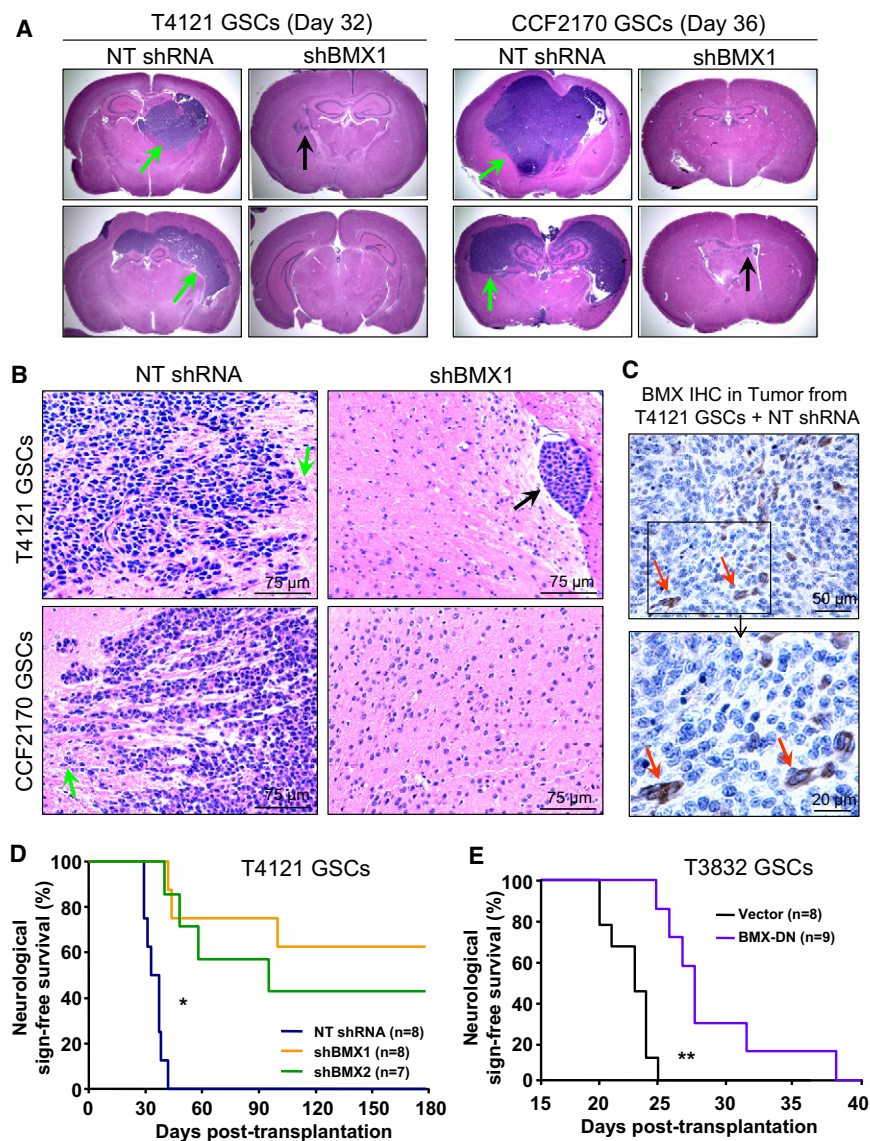 A
T4121 GSCs (Day 32)
CCF2170 GSCs (Day 36)
NT shRNA
shBMX1
NT shRNA
shBMX1
B
NT shRNA
shBMX1
T4121 GSCs
75 µm
75 µm
CCF2170 GSCs
75 µm
75 µm
C
BMX IHC in Tumor from
T4121 GSCs + NT shRNA
50 µm
20 µm
D
T4121 GSCs
Neurological
sign-free survival (%)
100
80
60
40
20
0
*
NT shRNA (n=8)
shBMX1 (n=8)
shBMX2 (n=7)
0
30
60
90
120
150
180
Days post-transplantation
E
T3832 GSCs
Neurological
sign-free survival (%)
100
80
60
40
20
0
Vector (n=8)
BMX-DN (n=9)
**
15
20
25
30
35
40
Days post-transplantation